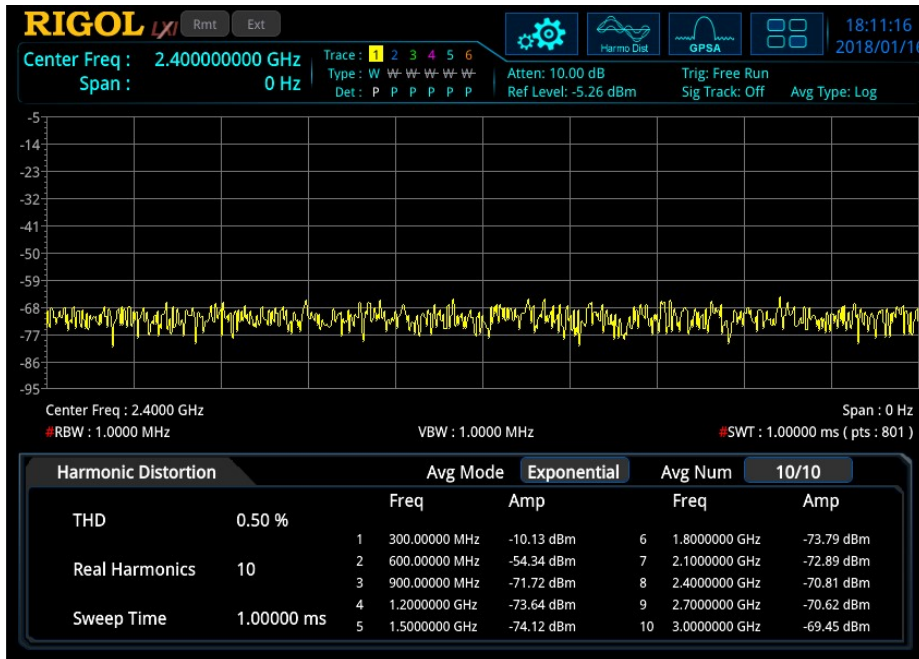 RIGOL LXI Rmt Ext Harmo Dist GPSA 18:11:16
2018/01/1
Center Freq : 2.400000000 GHz
Span : 0 Hz
Trace : 1 2 3 4 5 6
Type : W W W W W W
Det : P P P P P P
Atten: 10.00 dB Trig: Free Run
Ref Level: -5.26 dBm Sig Track: Off Avg Type: Log
-5
-14
-23
-32
-41
-50
-59
-68
-77
-86
-95
Center Freq : 2.4000 GHz Span : 0 Hz
#RBW : 1.0000 MHz VBW : 1.0000 MHz #SWT : 1.00000 ms ( pts : 801 )
Harmonic Distortion Avg Mode Exponential Avg Num 10/10
Freq Amp Freq Amp
THD 0.50 %
1 300.00000 MHz -10.13 dBm 6 1.8000000 GHz -73.79 dBm
2 600.00000 MHz -54.34 dBm 7 2.1000000 GHz -72.89 dBm
Real Harmonics 10
3 900.00000 MHz -71.72 dBm 8 2.4000000 GHz -70.81 dBm
4 1.2000000 GHz -73.64 dBm 9 2.7000000 GHz -70.62 dBm
Sweep Time 1.00000 ms
5 1.5000000 GHz -74.12 dBm 10 3.0000000 GHz -69.45 dBm